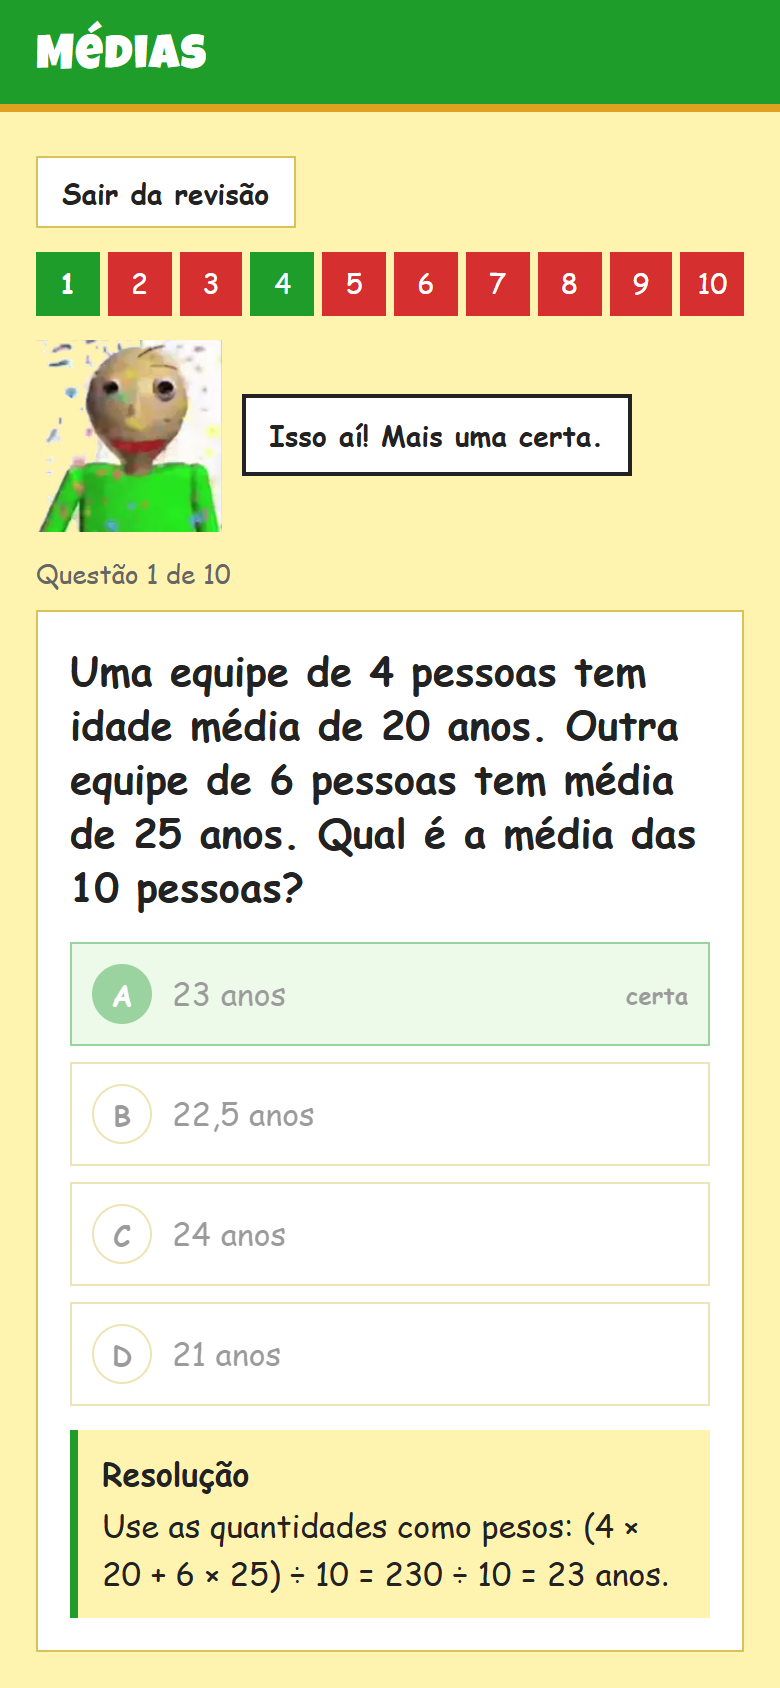 Médias
Sair da revisão
1 2 3 4 5 6 7 8 9 10
Isso aí! Mais uma certa.
Questão 1 de 10
Uma equipe de 4 pessoas tem
idade média de 20 anos. Outra
equipe de 6 pessoas tem média
de 25 anos. Qual é a média das
10 pessoas?
A 23 anos certa
B 22,5 anos
C 24 anos
D 21 anos
Resolução
Use as quantidades como pesos: (4 ×
20 + 6 × 25) ÷ 10 = 230 ÷ 10 = 23 anos.